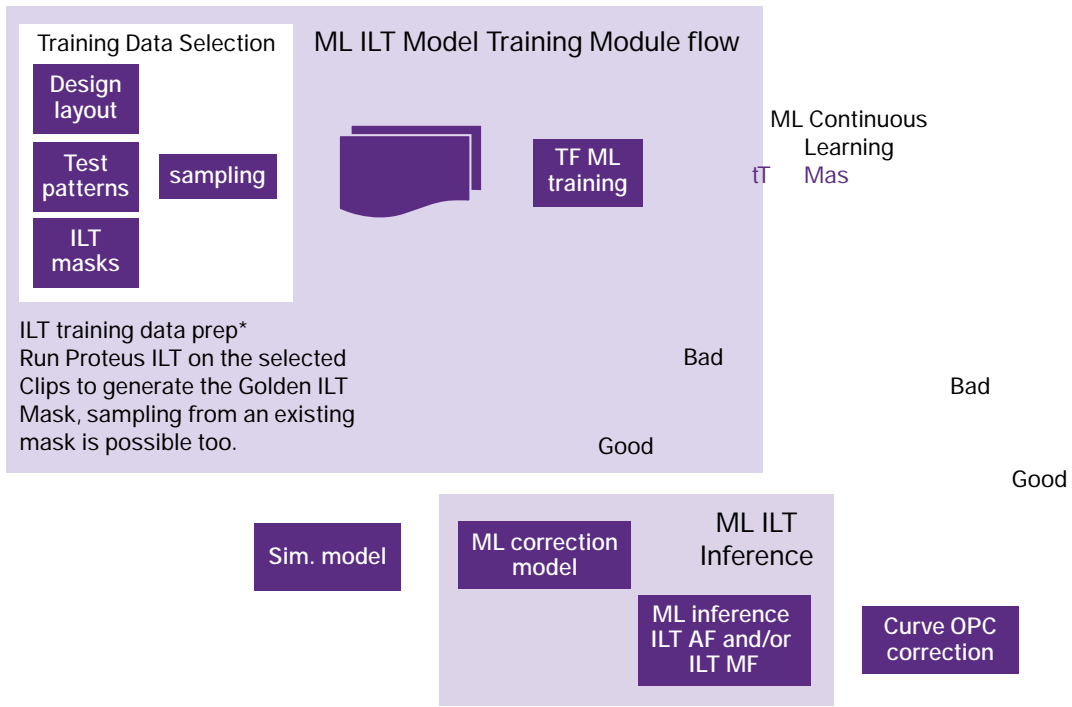 Training Data Selection
ML ILT Model Training Module flow
Design
layout
Test
patterns
ILT
masks
sampling
TF ML
training
ML Continuous
Learning
tT Mas
ILT training data prep*
Run Proteus ILT on the selected
Clips to generate the Golden ILT
Mask, sampling from an existing
mask is possible too.
Bad
Good
Bad
Good
Sim. model
ML correction
model
ML ILT
Inference
ML inference
ILT AF and/or
ILT MF
Curve OPC
correction